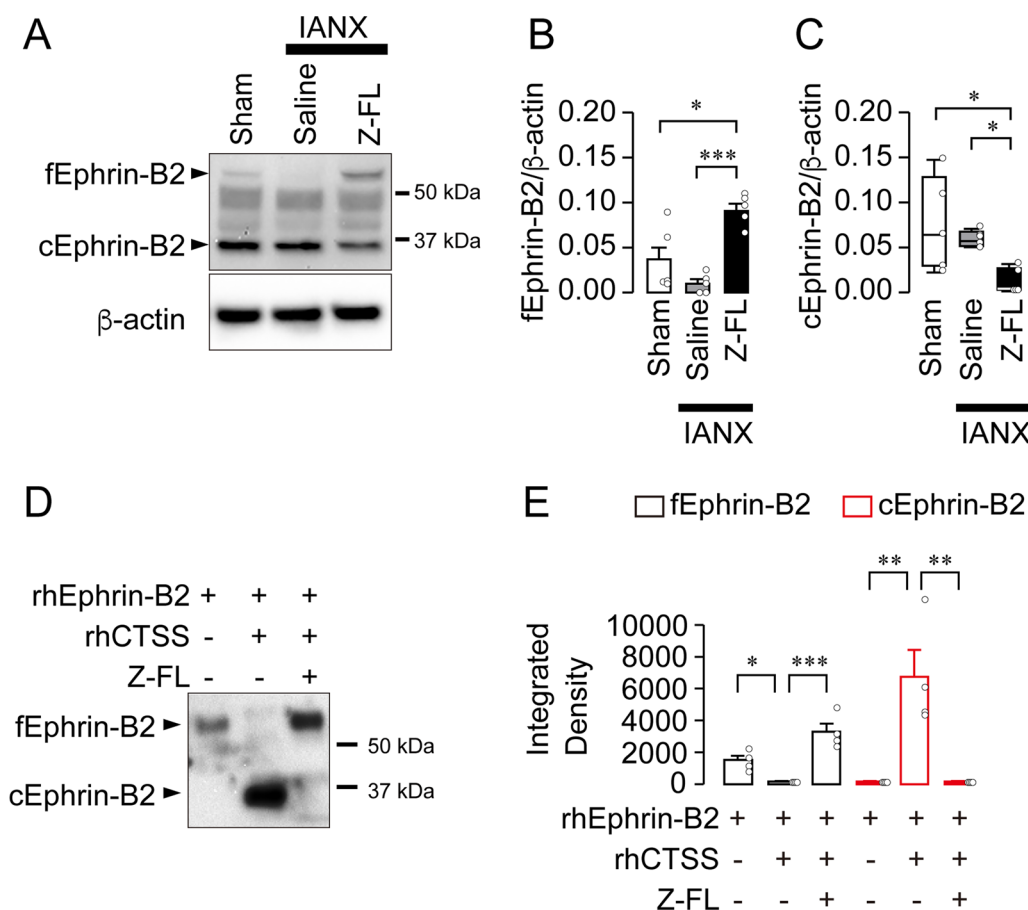 A
IANX
Sham
Saline
Z-FL
fEphrin-B2
50 kDa
cEphrin-B2
37 kDa
β-actin
B
fEphrin-B2/β-actin
0.20
0.15
0.10
0.05
0.00
*
***
Sham
Saline
Z-FL
IANX
C
cEphrin-B2/β-actin
0.20
0.15
0.10
0.05
0.00
*
*
Sham
Saline
Z-FL
IANX
D
rhEphrin-B2 + + +
rhCTSS - + +
Z-FL - - +
fEphrin-B2
50 kDa
cEphrin-B2
37 kDa
E
fEphrin-B2 cEphrin-B2
Integrated
Density
10000
8000
6000
4000
2000
0
* *** ** **
rhEphrin-B2 + + + + + +
rhCTSS - + + - + +
Z-FL - - + - - +